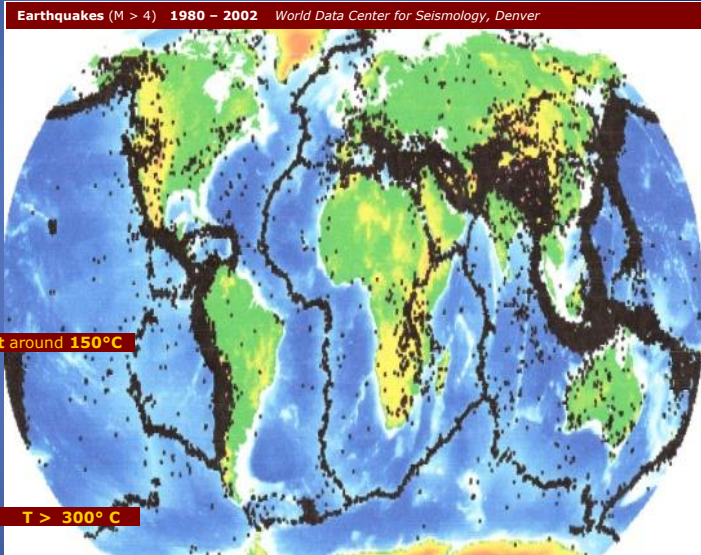 Earthquakes (M > 4) 1980 – 2002 World Data Center for Seismology, Denver
around 150°C
T > 300° C